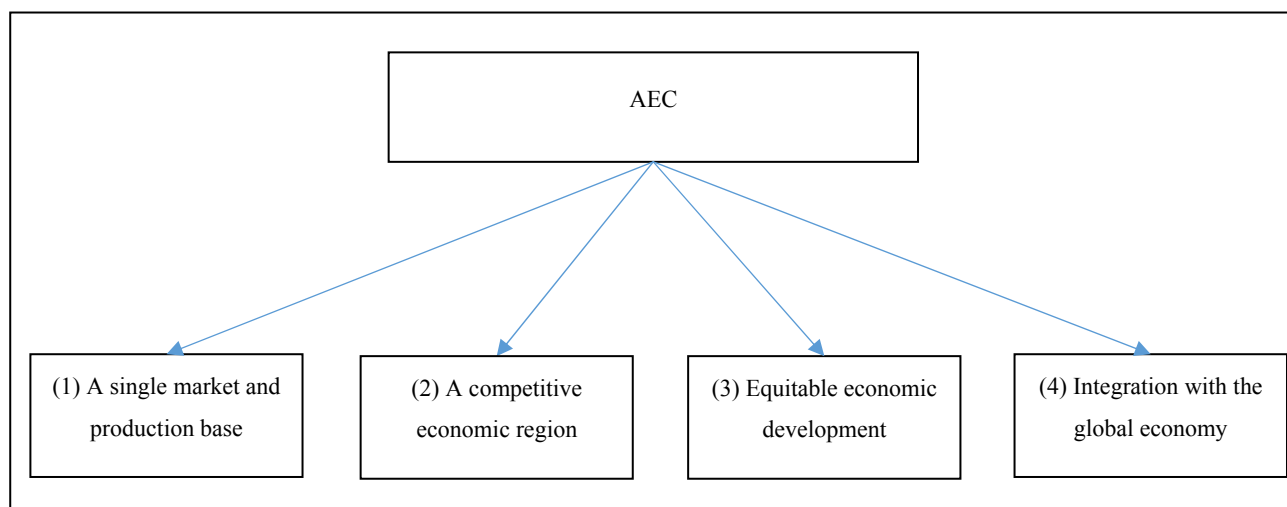 AEC
(1) A single market and
production base
(2) A competitive
economic region
(3) Equitable economic
development
(4) Integration with the
global economy